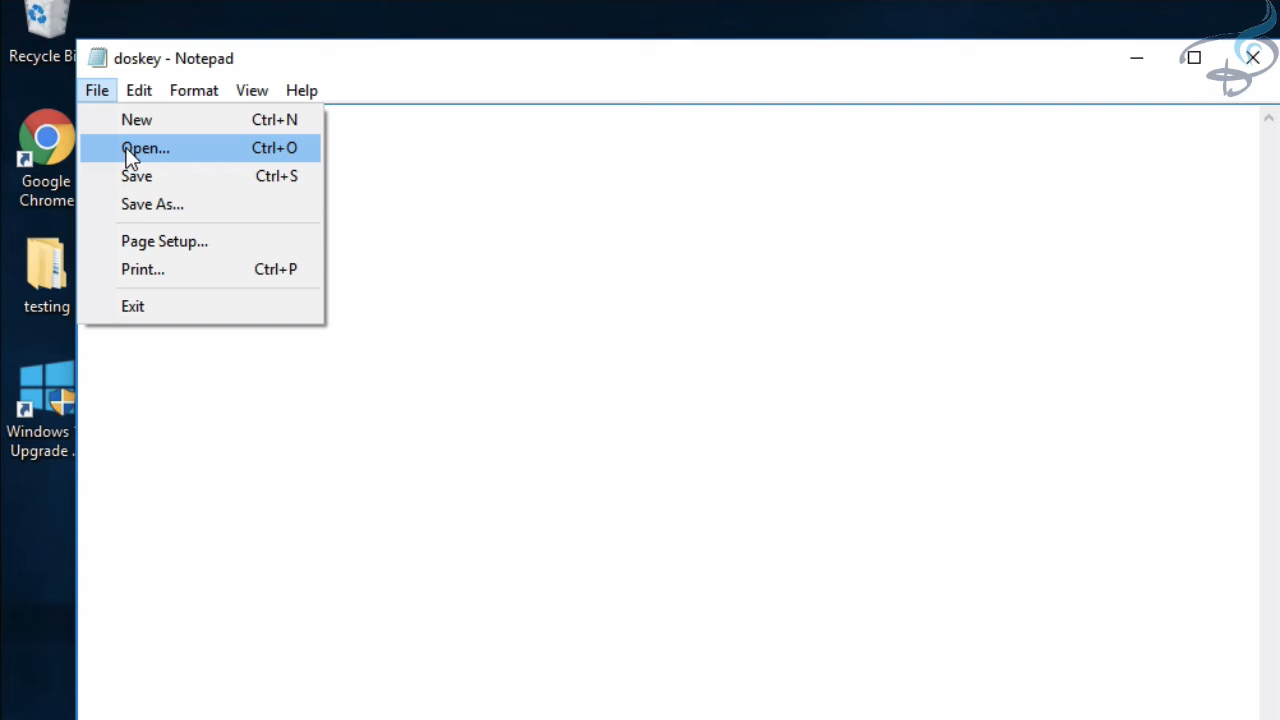 Recycle Bi
doskey - Notepad
File Edit Format View Help
New Ctrl+N
Open... Ctrl+O
Save Ctrl+S
Save As...
Page Setup...
Print... Ctrl+P
Exit
Google
Chrome
testing
Windows
Upgrade .